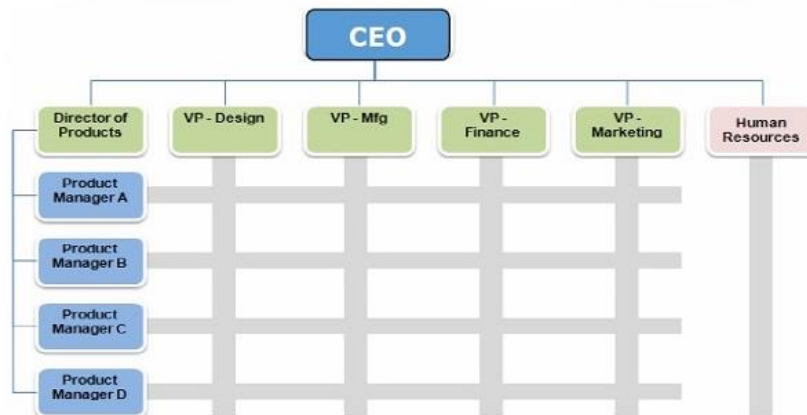 CEO
Director of
Products
VP - Design
VP - Mfg
VP -
Finance
VP -
Marketing
Human
Resources
Product
Manager A
Product
Manager B
Product
Manager C
Product
Manager D